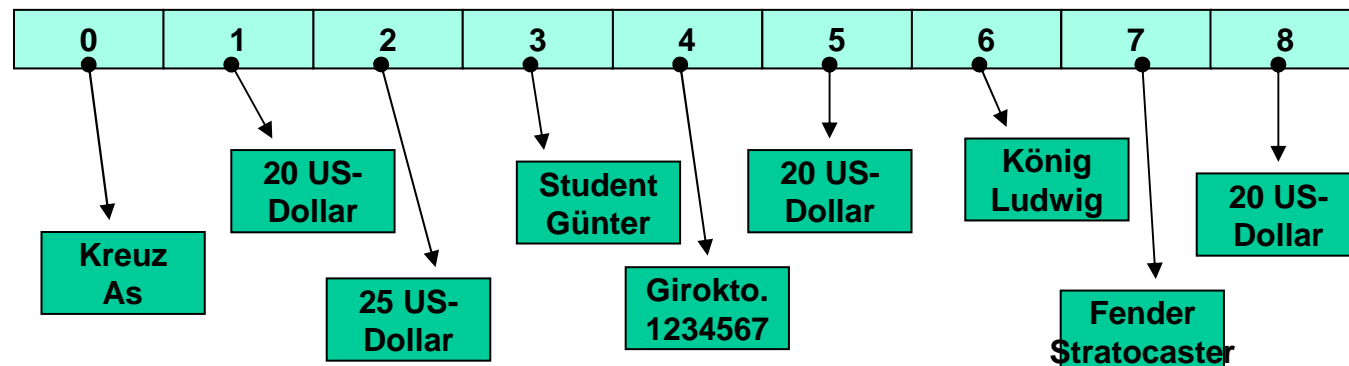 0 1 2 3 4 5 6 7 8
Kreuz
As
20 US-
Dollar
25 US-
Dollar
Student
Günter
Girokto.
1234567
20 US-
Dollar
König
Ludwig
Fender
Stratocaster
20 US-
Dollar